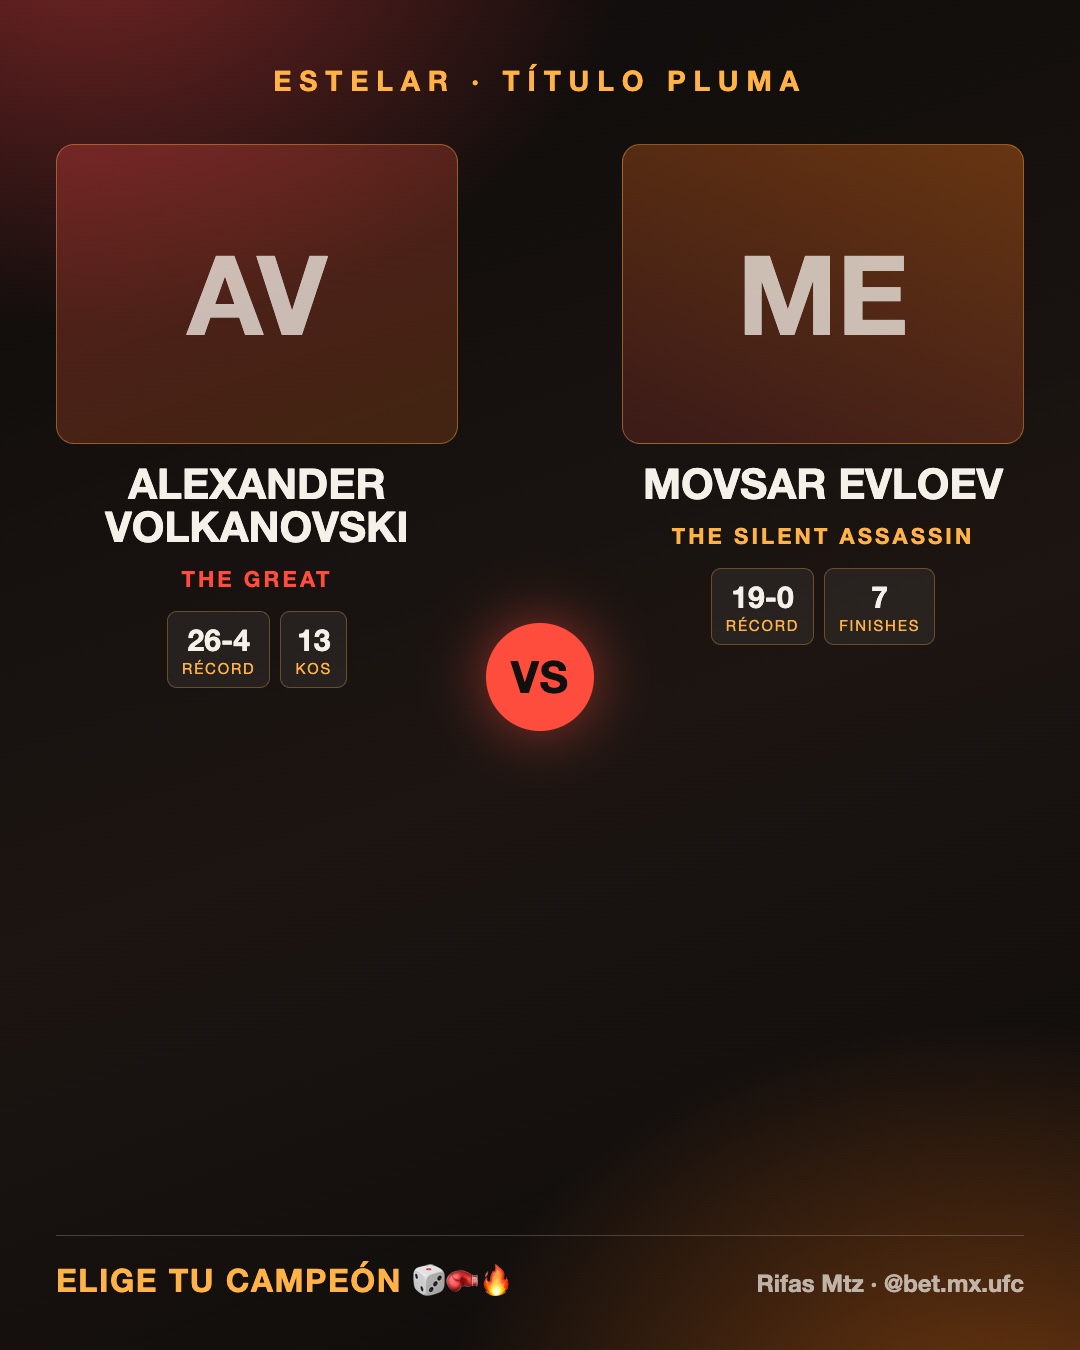 ESTELAR · TÍTULO PLUMA
AV
ALEXANDER
VOLKANOVSKI
THE GREAT
26-4
RÉCORD
13
KOS
VS
ME
MOVSAR EVLOEV
THE SILENT ASSASSIN
19-0
RÉCORD
7
FINISHES
ELIGE TU CAMPEÓN 🎲🥊🔥
Rifas Mtz · @bet.mx.ufc